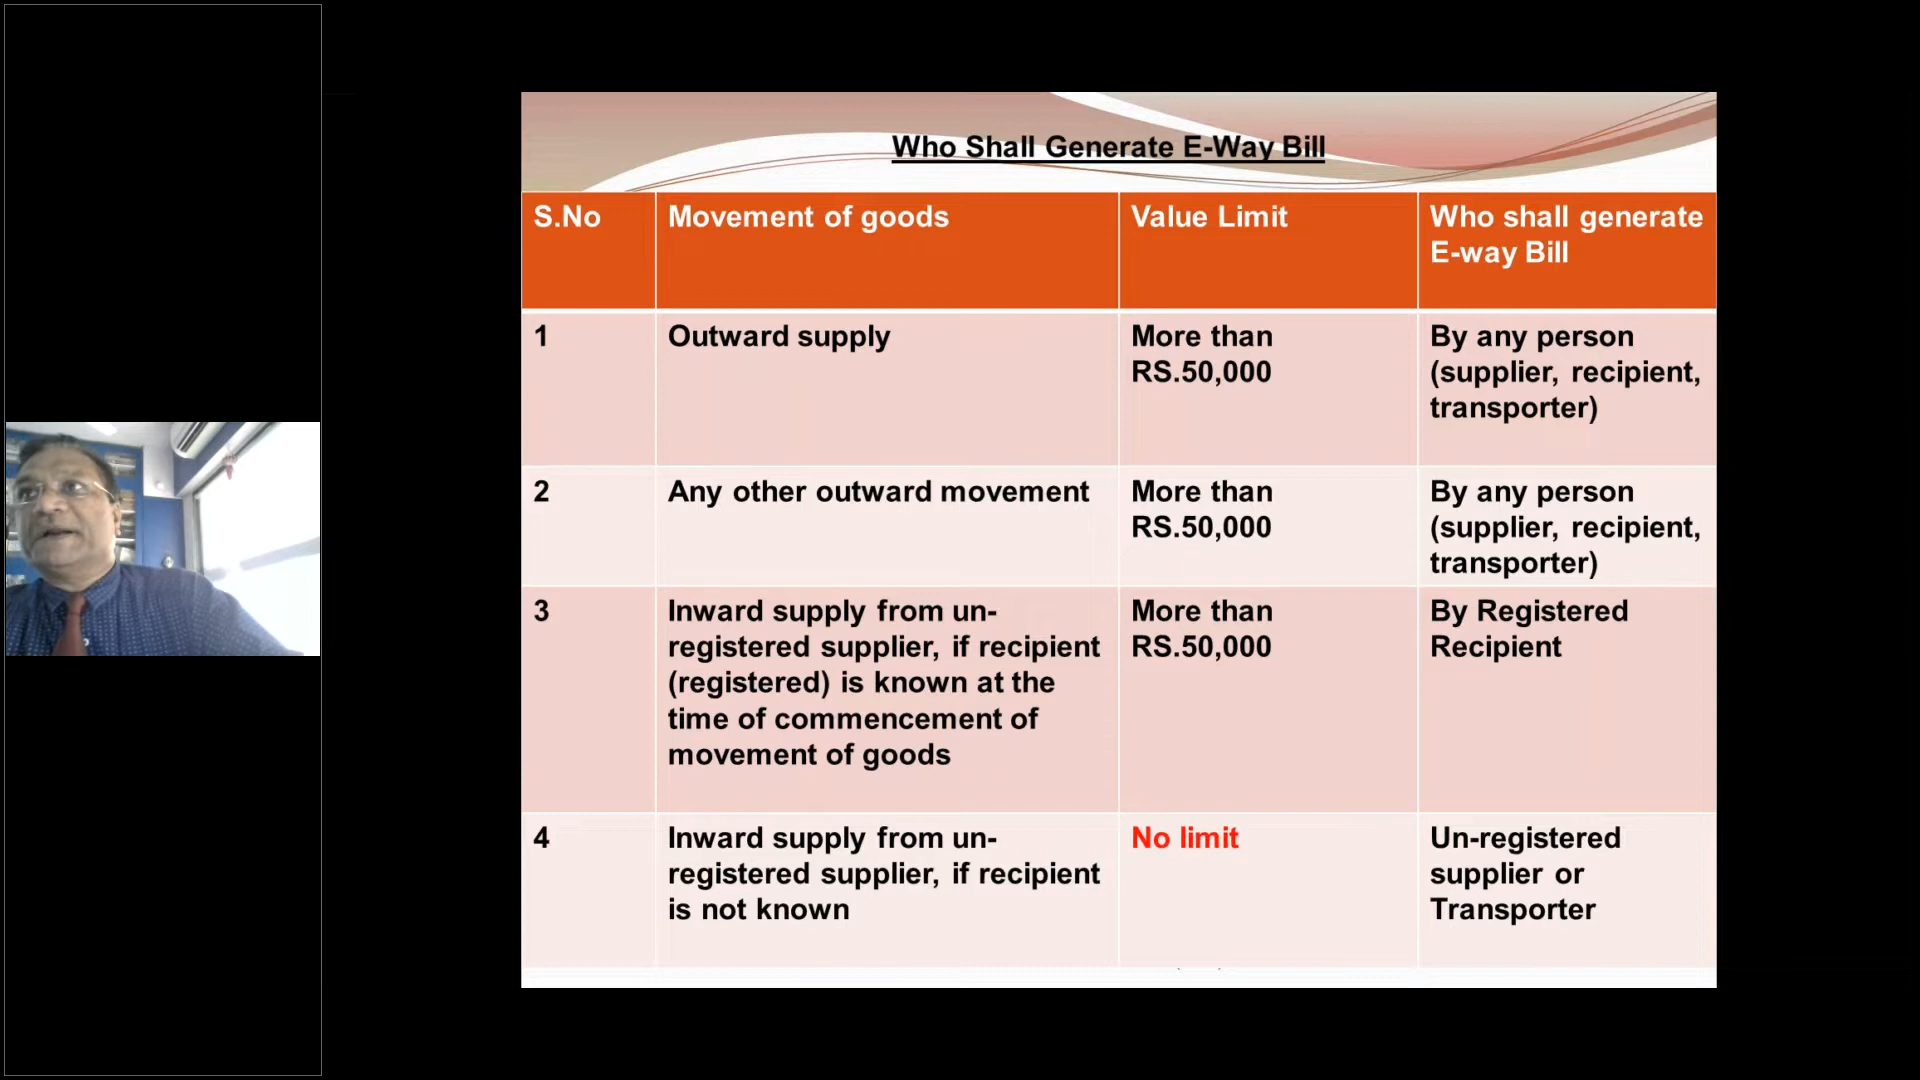 Who Shall Generate E-Way Bill
S.No
Movement of goods
Value Limit
Who shall generate
E-way Bill
1
Outward supply
More than
RS.50,000
By any person
(supplier, recipient,
transporter)
2
Any other outward movement
More than
RS.50,000
By any person
(supplier, recipient,
transporter)
3
Inward supply from un-
registered supplier, if recipient
(registered) is known at the
time of commencement of
movement of goods
More than
RS.50,000
By Registered
Recipient
4
Inward supply from un-
registered supplier, if recipient
is not known
No limit
Un-registered
supplier or
Transporter